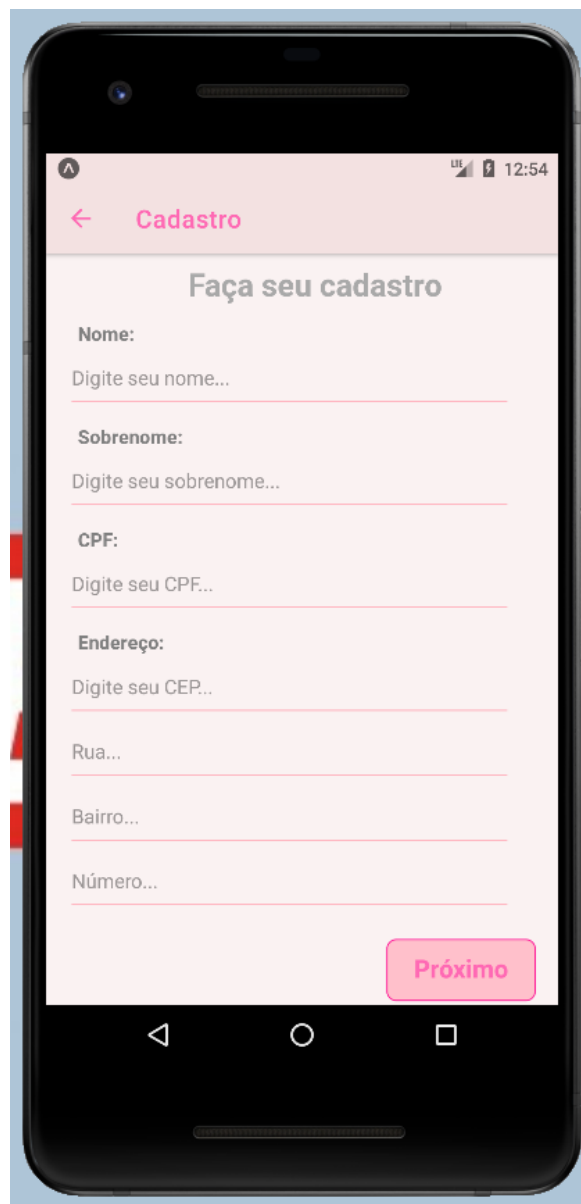 LTE 12:54
Cadastro
Faça seu cadastro
Nome:
Digite seu nome...
Sobrenome:
Digite seu sobrenome...
CPF:
Digite seu CPF...
Endereço:
Digite seu CEP...
Rua...
Bairro...
Número...
Próximo